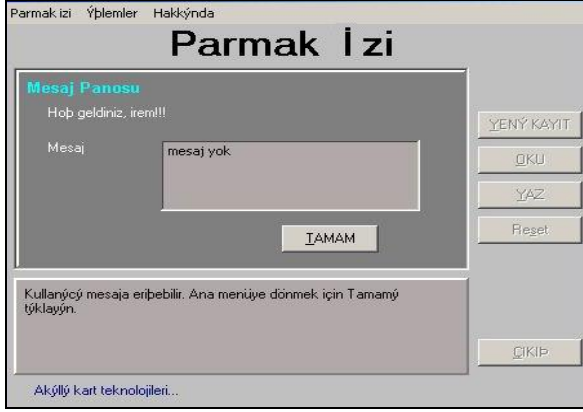 Parmak izi Ýþlemler Hakkýnda
Parmak İzi
Mesaj Panosu
Hoþ geldiniz, irem!!!
Mesaj
mesaj yok
TAMAM
YENÝ KAYIT
OKU
YAZ
Reset
Kullanýcý mesaja eriþebilir. Ana menüye dönmek için Tamamý
týklayýn.
ÇIKIÞ
Akýllý kart teknolojileri...